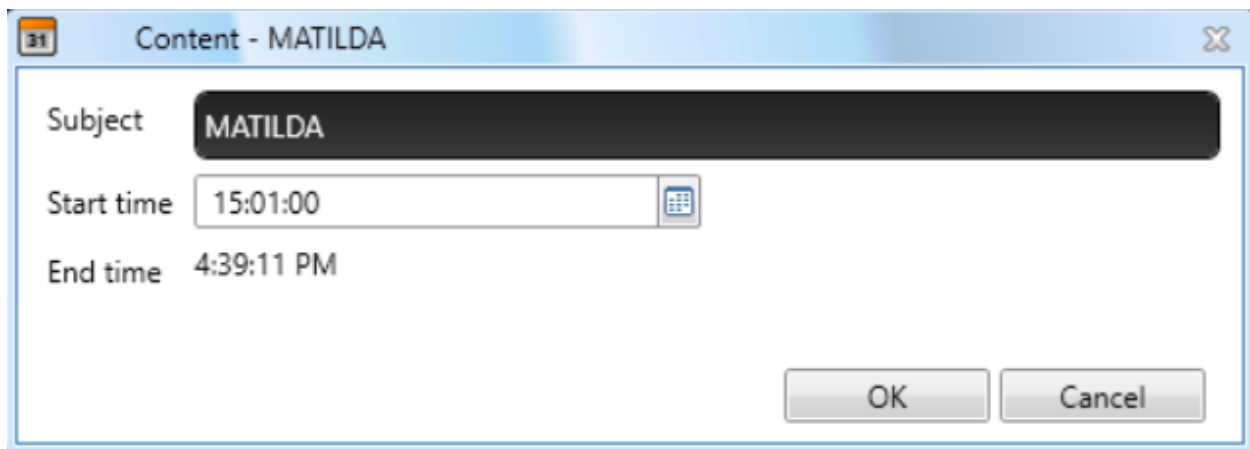 31 Content - MATILDA
Subject MATILDA
Start time 15:01:00
End time 4:39:11 PM
OK Cancel